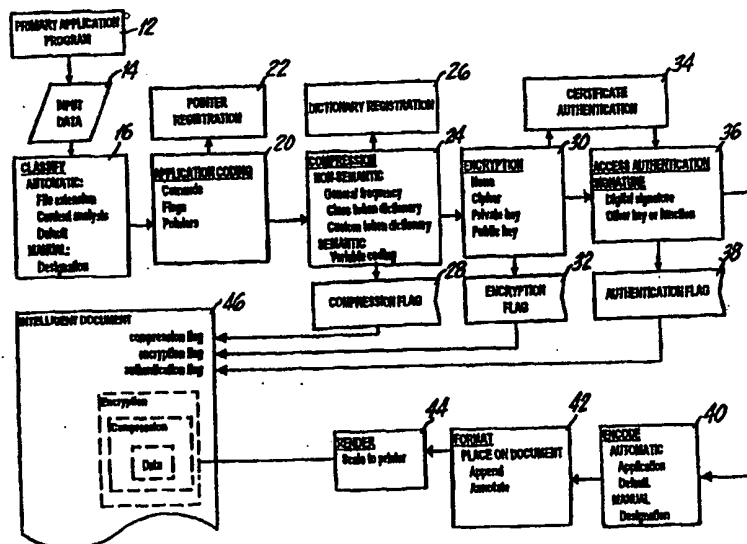 PRIMARY APPLICATION
PROGRAM
12
14
INPUT
DATA
16
CLASSIFY
AUTOMATIC:
File extension
Content analysis
Default
MANUAL:
Designation
22
POINTER
REGISTRATION
20
APPLICATION CODING
Commands
Flags
Pointers
26
DICTIONARY REGISTRATION
24
COMPRESSION
NON-SEMANTIC
General frequency
Class token dictionary
Custom token dictionary
SEMANTIC
Variable coding
30
ENCRYPTION
None
Cipher
Private key
Public key
34
CERTIFICATE
AUTHENTICATION
36
ACCESS AUTHENTICATION
SIGNATURE
Digital signature
Other key or function
28
COMPRESSION FLAG
32
ENCRYPTION
FLAG
38
AUTHENTICATION FLAG
46
INTELLIGENT DOCUMENT
compression flag
encryption flag
authentication flag
Encryption
Compression
Data
44
RENDER
Scale to printer
42
FORMAT
PLACE ON DOCUMENT
Append
Annotate
40
ENCODE
AUTOMATIC
Application
Default
MANUAL
Designation